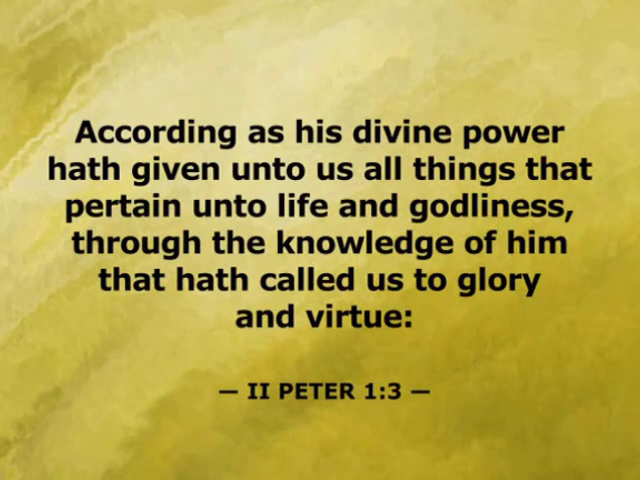 According as his divine power
hath given unto us all things that
pertain unto life and godliness,
through the knowledge of him
that hath called us to glory
and virtue:
— II PETER 1:3 —